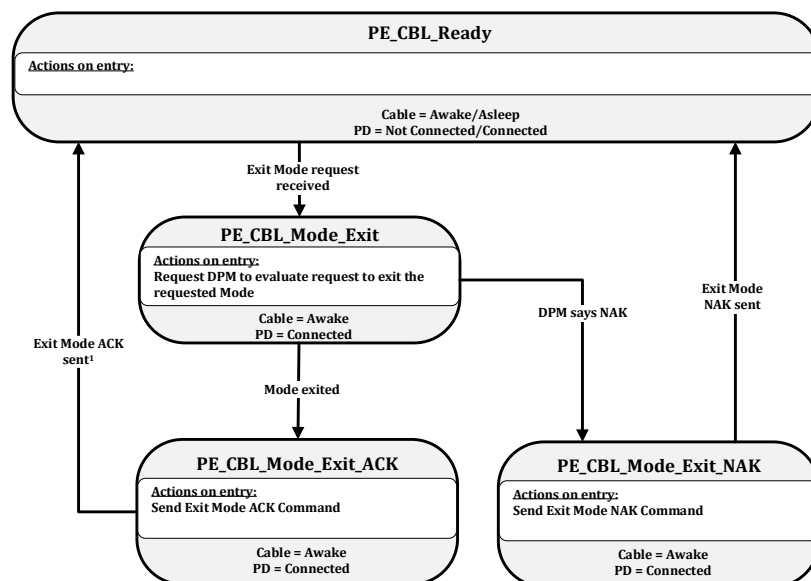 PE_CBL_Ready
Actions on entry:
Cable = Awake/Asleep
PD = Not Connected/Connected
Exit Mode request
received
PE_CBL_Mode_Exit
Actions on entry:
Request DPM to evaluate request to exit the
requested Mode
Cable = Awake
PD = Connected
Exit Mode
NAK sent
DPM says NAK
Exit Mode ACK
sent¹
Mode exited
PE_CBL_Mode_Exit_ACK
Actions on entry:
Send Exit Mode ACK Command
Cable = Awake
PD = Connected
PE_CBL_Mode_Exit_NAK
Actions on entry:
Send Exit Mode NAK Command
Cable = Awake
PD = Connected